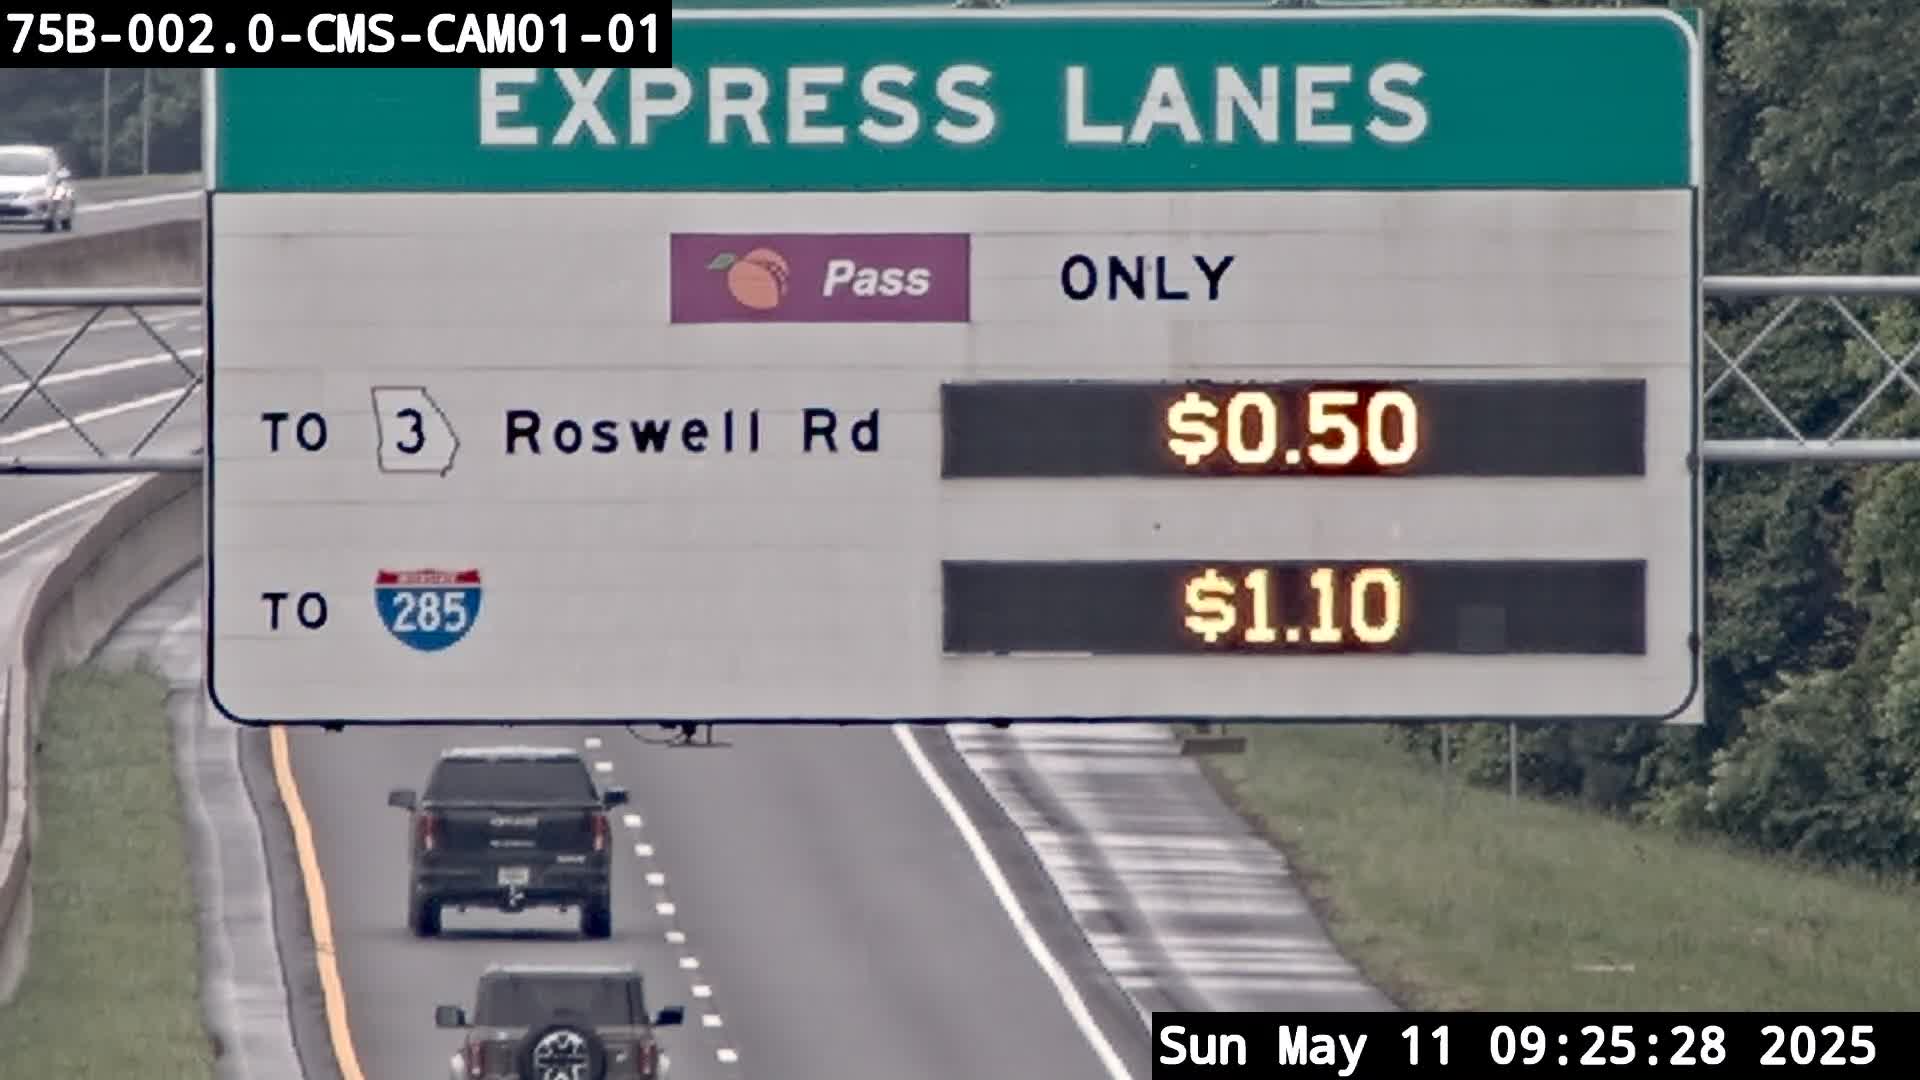 75B-002.0-CMS-CAM01-01
EXPRESS LANES
Pass ONLY
TO 3 Roswell Rd $0.50
TO 285 $1.10
Sun May 11 09:25:28 2025